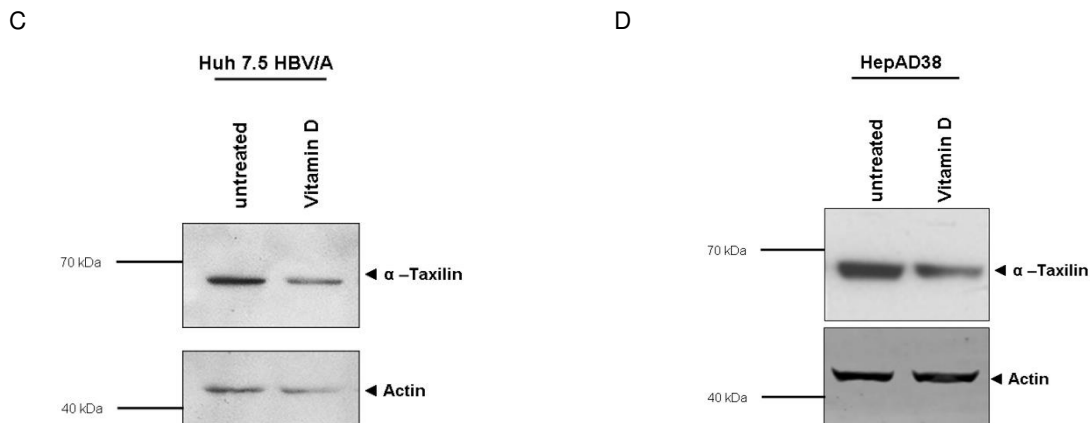 C
Huh 7.5 HBV/A
untreated
Vitamin D
70 kDa
◄ α –Taxilin
◄ Actin
40 kDa
D
HepAD38
untreated
Vitamin D
70 kDa
◄ α –Taxilin
◄ Actin
40 kDa